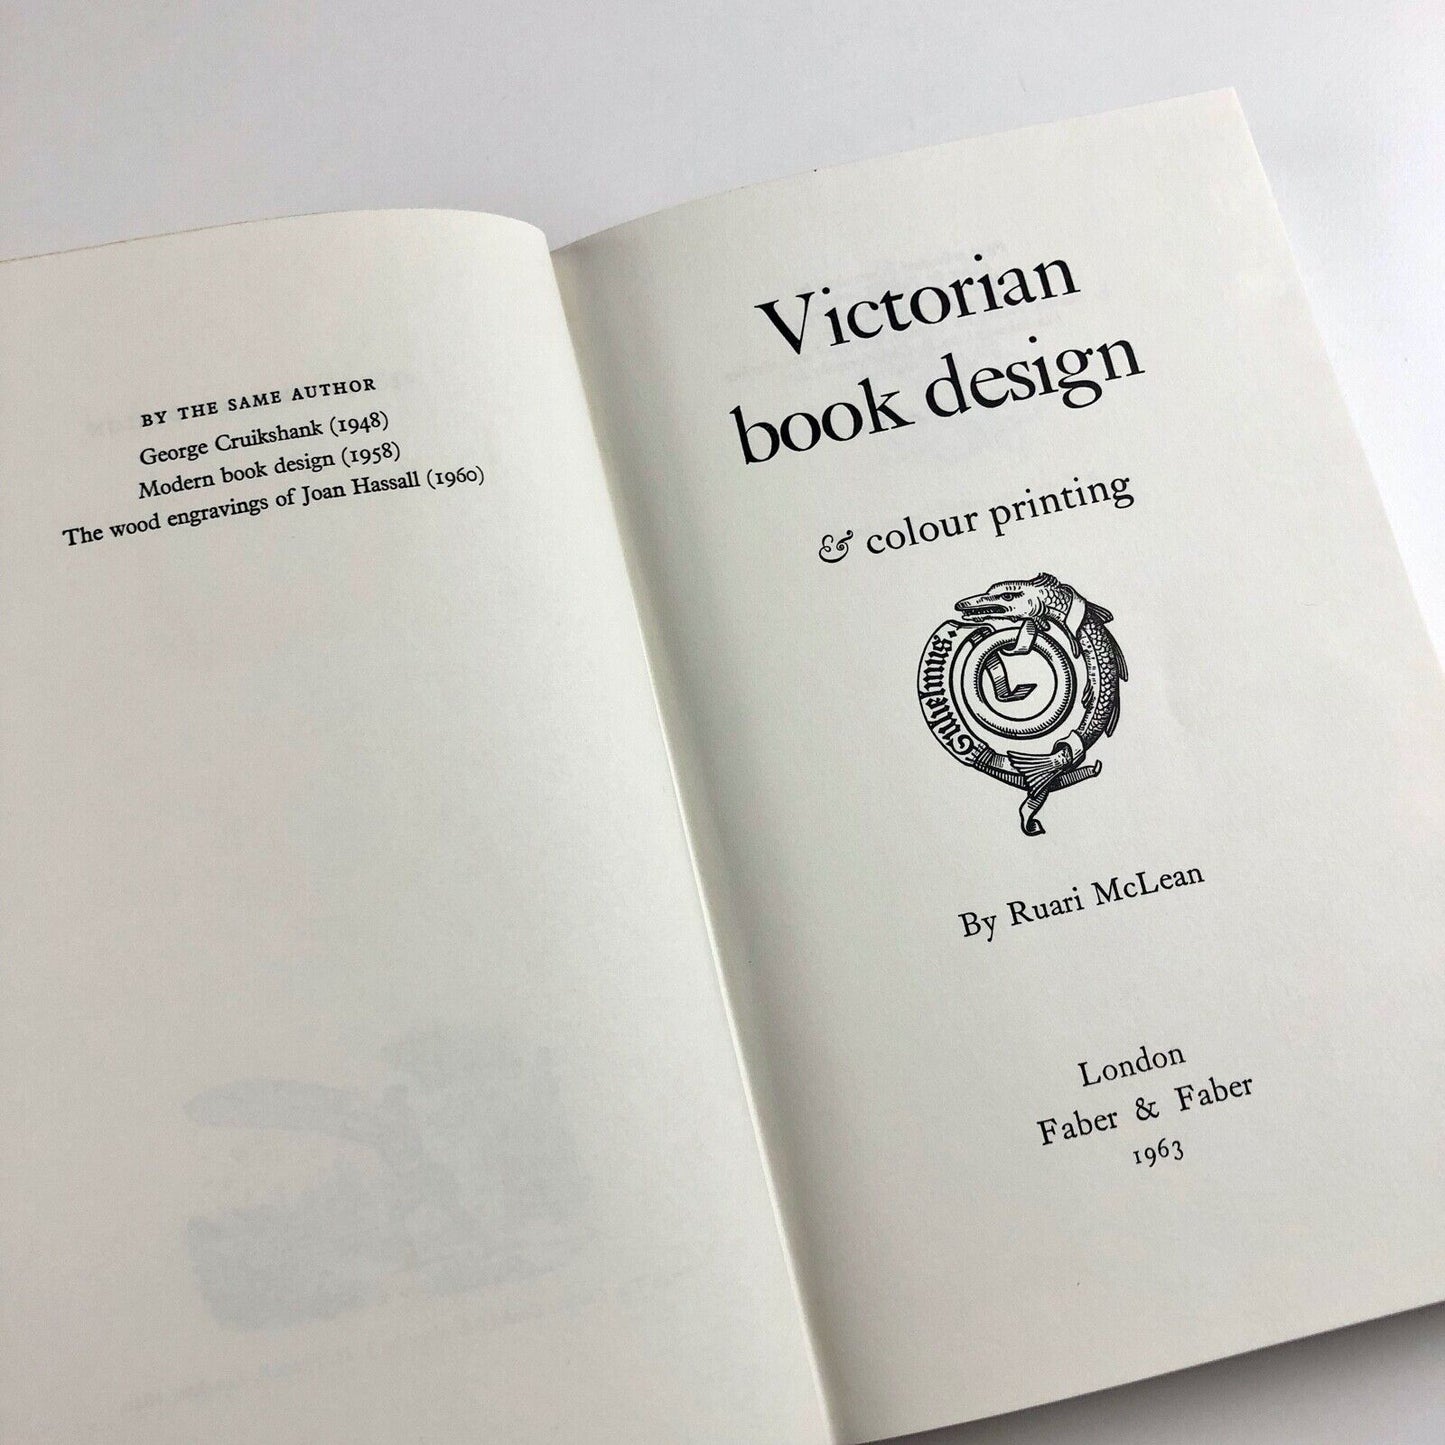 BY THE SAME AUTHOR
George Cruikshank (1948)
Modern book design (1958)
The wood engravings of Joan Hassall (1960)
Victorian
book design
& colour printing
Gulielmus.
L
By Ruari McLean
London
Faber & Faber
1963